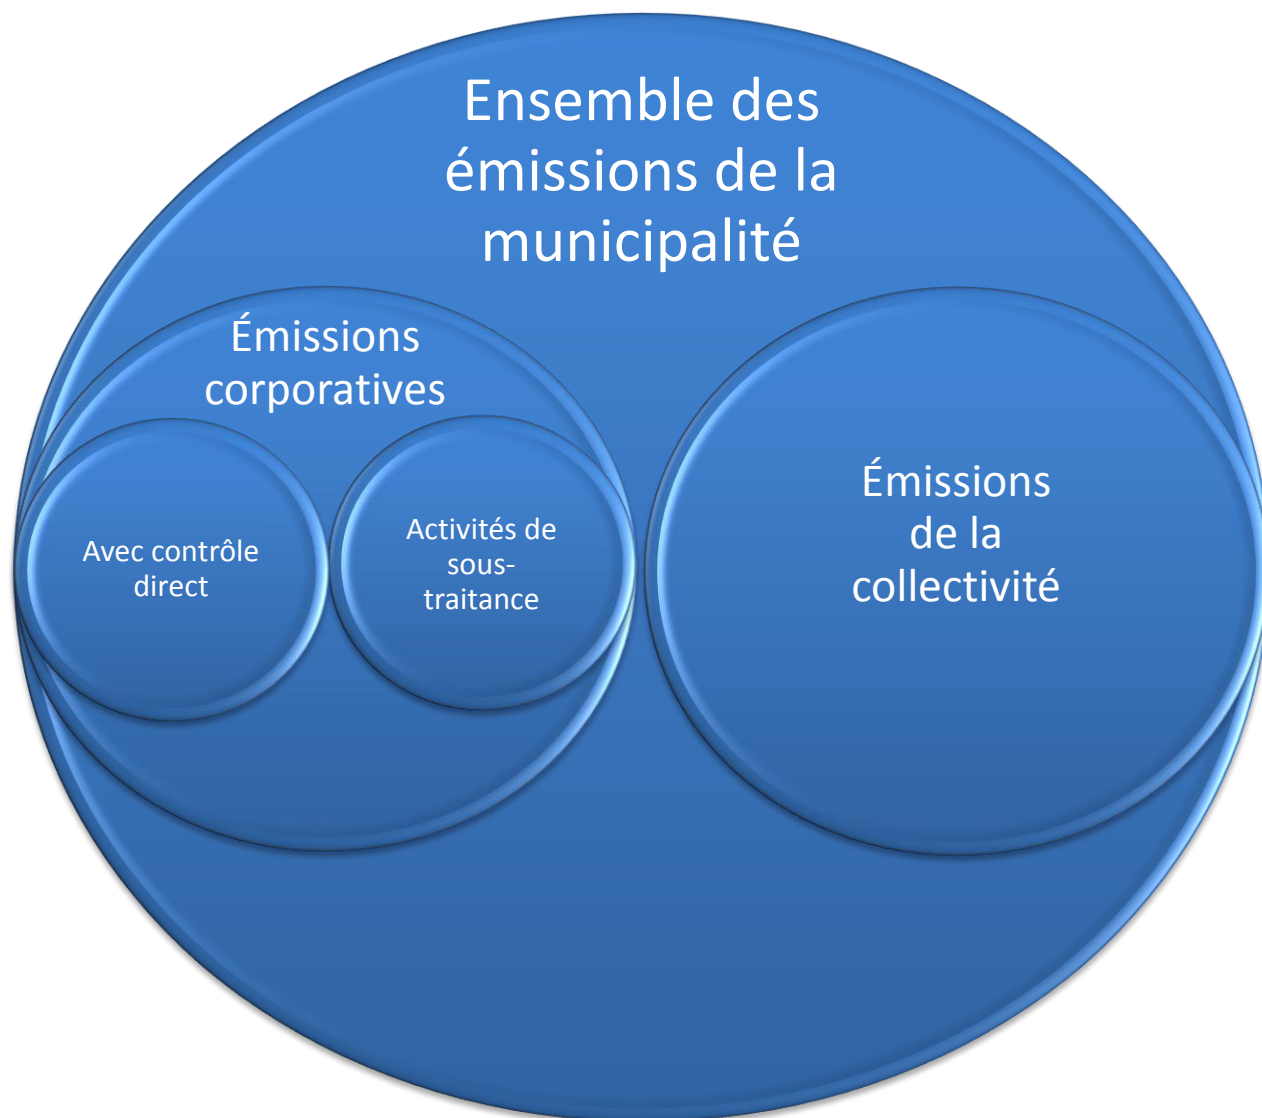 Ensemble des
émissions de la
municipalité
Émissions
corporatives
Avec contrôle
direct
Activités de
sous-
traitance
Émissions
de la
collectivité